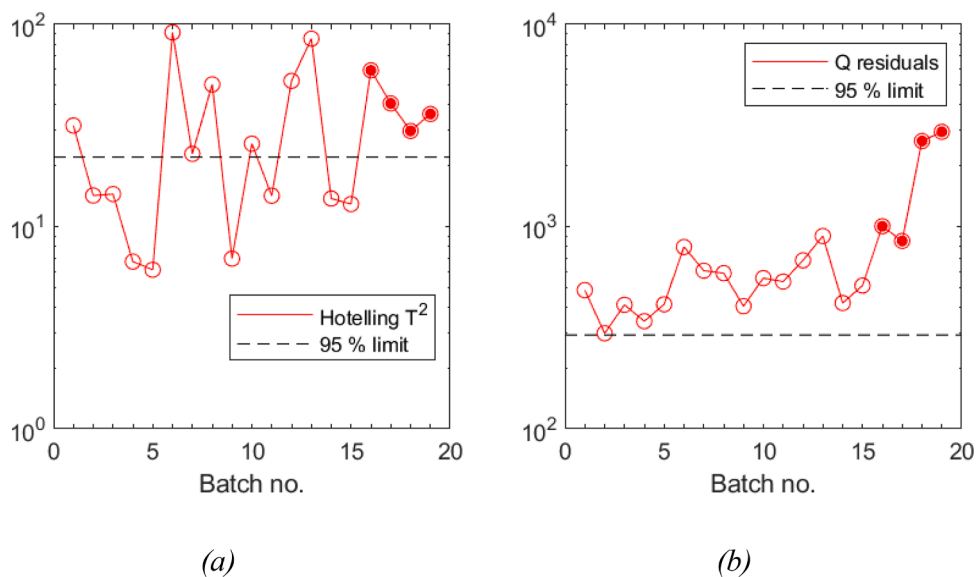 10^2
10^1
10^0
0 5 10 15 20
Batch no.
Hotelling T^2
95 % limit
(a)
10^4
10^3
10^2
0 5 10 15 20
Batch no.
Q residuals
95 % limit
(b)